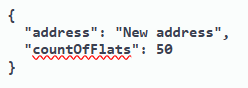 {
  "address": "New address",
  "countOfFlats": 50
}